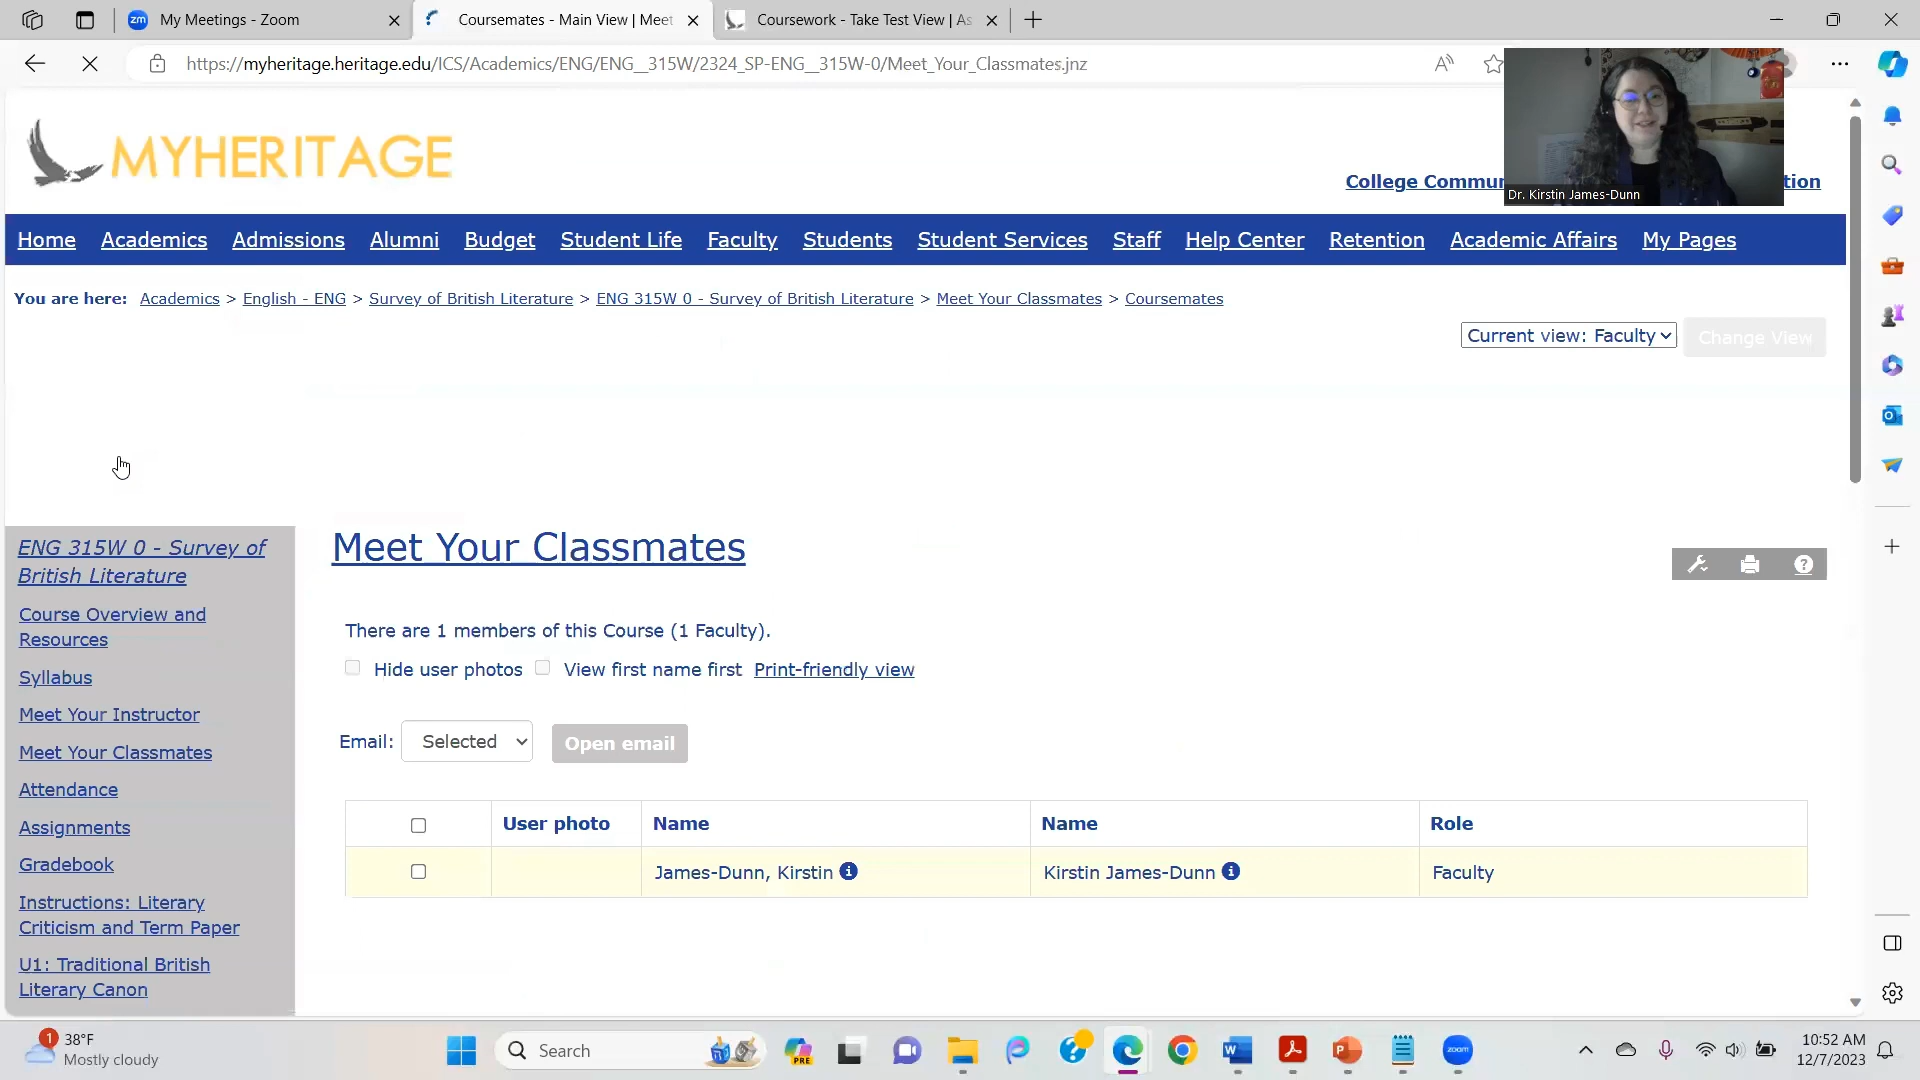 My Meetings - Zoom
Coursemates - Main View | Meet
Coursework - Take Test View | As
https://myheritage.heritage.edu/ICS/Academics/ENG/ENG__315W/2324_SP-ENG__315W-0/Meet_Your_Classmates.jnz
MYHERITAGE
College Commun
tion
Dr. Kirstin James-Dunn
Home Academics Admissions Alumni Budget Student Life Faculty Students Student Services Staff Help Center Retention Academic Affairs My Pages
You are here: Academics > English - ENG > Survey of British Literature > ENG 315W 0 - Survey of British Literature > Meet Your Classmates > Coursemates
Current view: Faculty
Change View
ENG 315W 0 - Survey of
British Literature
Course Overview and
Resources
Syllabus
Meet Your Instructor
Meet Your Classmates
Attendance
Assignments
Gradebook
Instructions: Literary
Criticism and Term Paper
U1: Traditional British
Literary Canon
Meet Your Classmates
There are 1 members of this Course (1 Faculty).
Hide user photos View first name first Print-friendly view
Email: Selected Open email
User photo Name Name Role
James-Dunn, Kirstin Kirstin James-Dunn Faculty
1
38°F
Mostly cloudy
Search
PRE
zoom
10:52 AM
12/7/2023